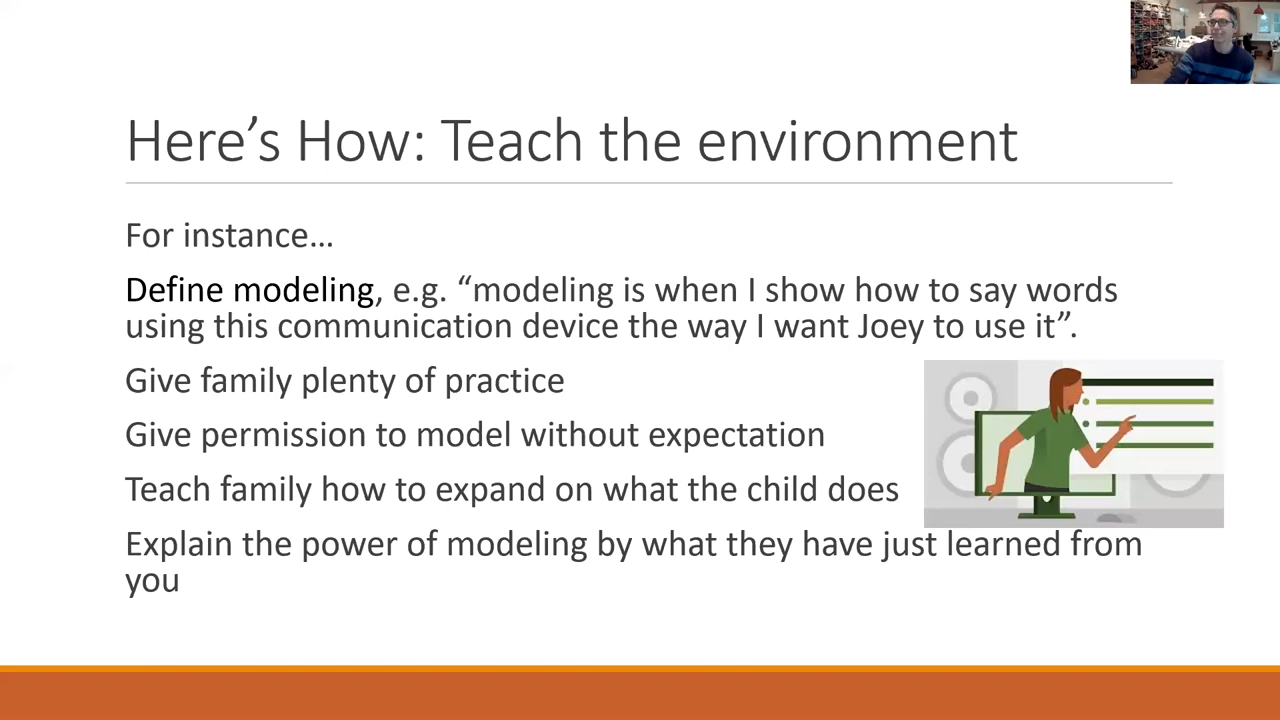 Here’s How: Teach the environment
For instance…
Define modeling, e.g. “modeling is when I show how to say words
using this communication device the way I want Joey to use it”.
Give family plenty of practice
Give permission to model without expectation
Teach family how to expand on what the child does
Explain the power of modeling by what they have just learned from
you